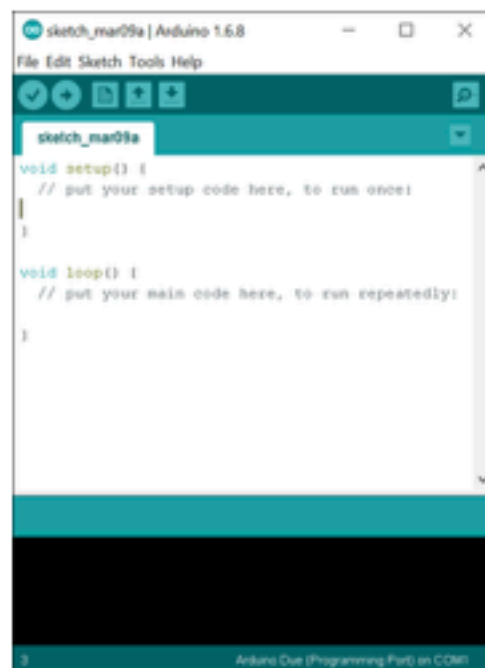 sketch_mar09a | Arduino 1.6.8
File Edit Sketch Tools Help
sketch_mar09a
void setup() {
  // put your setup code here, to run once:

}

void loop() {
  // put your main code here, to run repeatedly:

}
3 Arduino Due (Programming Port) on COM1